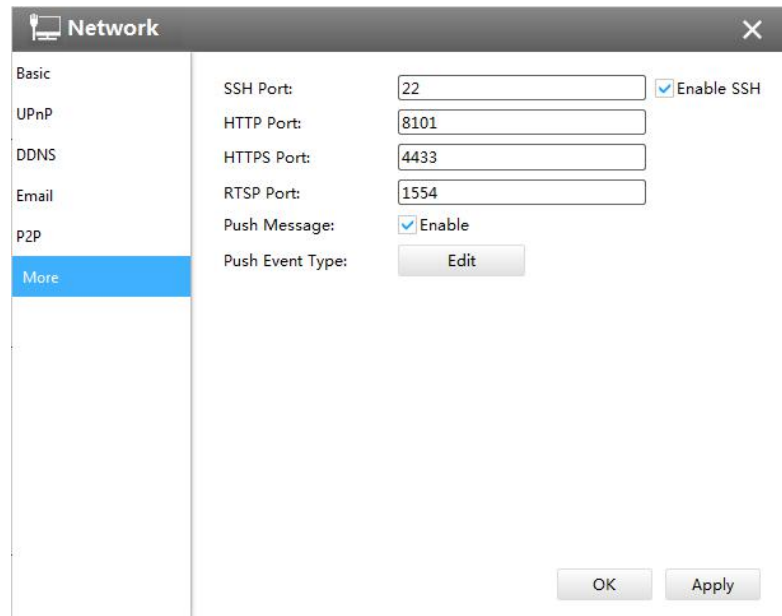 Network
Basic
UPnP
DDNS
Email
P2P
More
SSH Port: 22 Enable SSH
HTTP Port: 8101
HTTPS Port: 4433
RTSP Port: 1554
Push Message: Enable
Push Event Type: Edit
OK Apply